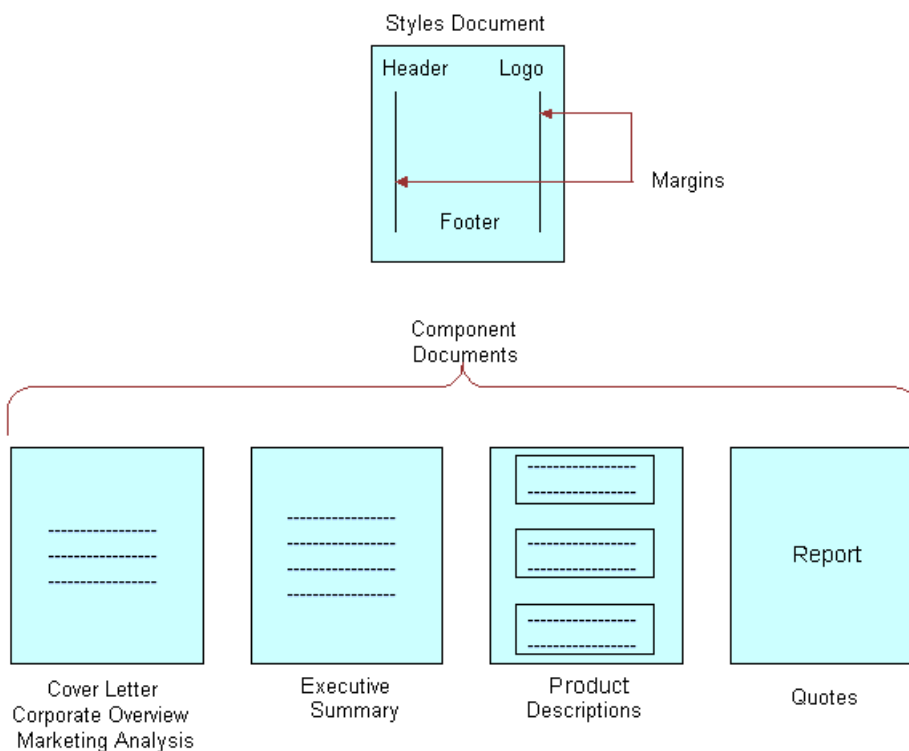 Styles Document
Header Logo
Margins
Footer
Component
Documents
Report
Cover Letter
Corporate Overview
Marketing Analysis
Executive
Summary
Product
Descriptions
Quotes